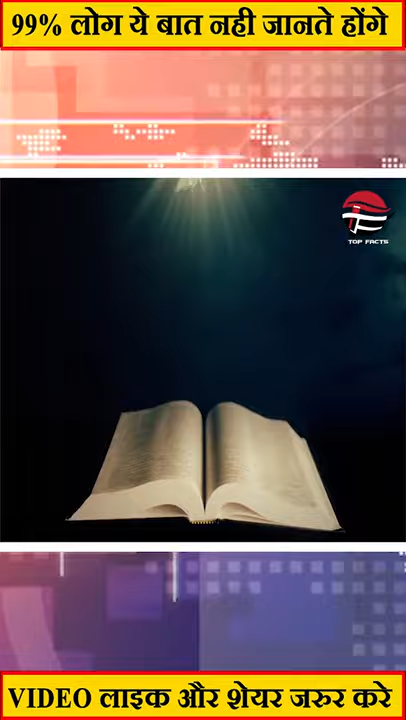 99% लोग ये बात नही जानते होंगे
TOP FACTS
VIDEO लाइक और शेयर जरुर करे